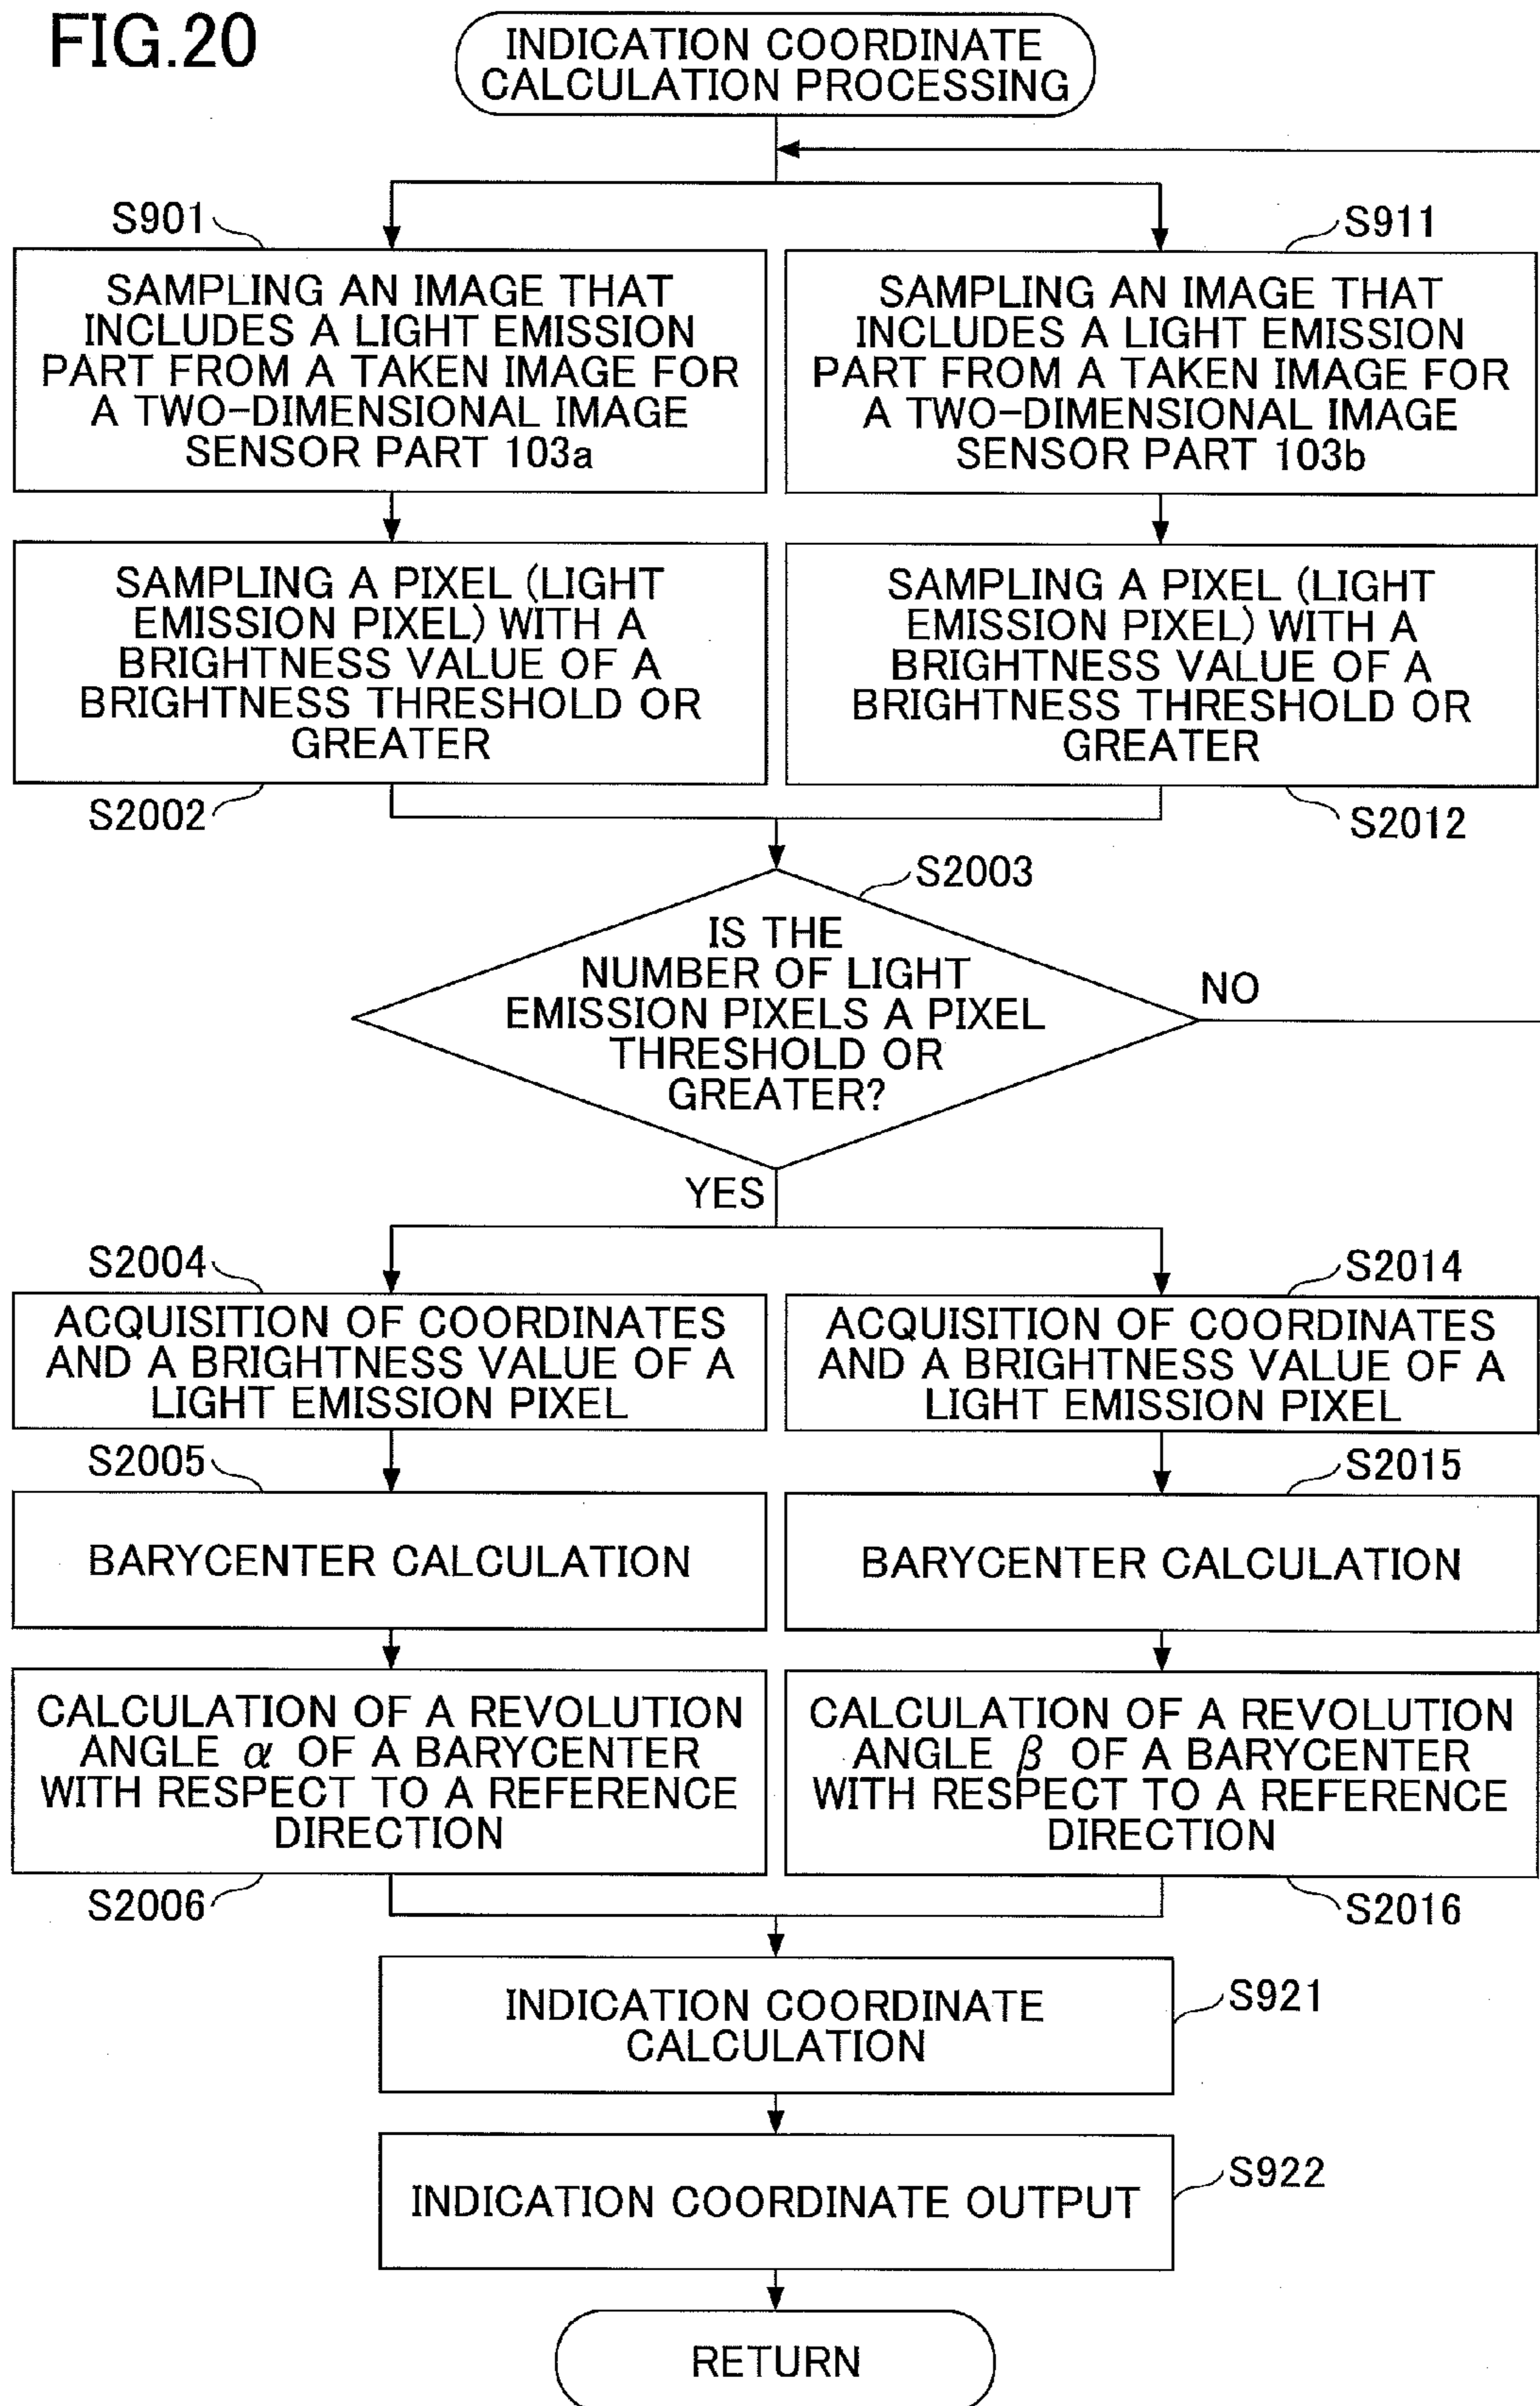 FIG.20
INDICATION COORDINATE
CALCULATION PROCESSING
S901
SAMPLING AN IMAGE THAT
INCLUDES A LIGHT EMISSION
PART FROM A TAKEN IMAGE FOR
A TWO-DIMENSIONAL IMAGE
SENSOR PART 103a
S911
SAMPLING AN IMAGE THAT
INCLUDES A LIGHT EMISSION
PART FROM A TAKEN IMAGE FOR
A TWO-DIMENSIONAL IMAGE
SENSOR PART 103b
SAMPLING A PIXEL (LIGHT
EMISSION PIXEL) WITH A
BRIGHTNESS VALUE OF A
BRIGHTNESS THRESHOLD OR
GREATER
S2002
SAMPLING A PIXEL (LIGHT
EMISSION PIXEL) WITH A
BRIGHTNESS VALUE OF A
BRIGHTNESS THRESHOLD OR
GREATER
S2012
S2003
IS THE
NUMBER OF LIGHT
EMISSION PIXELS A PIXEL
THRESHOLD OR
GREATER?
NO
YES
S2004
ACQUISITION OF COORDINATES
AND A BRIGHTNESS VALUE OF A
LIGHT EMISSION PIXEL
S2014
ACQUISITION OF COORDINATES
AND A BRIGHTNESS VALUE OF A
LIGHT EMISSION PIXEL
S2005
BARYCENTER CALCULATION
S2015
BARYCENTER CALCULATION
CALCULATION OF A REVOLUTION
ANGLE α OF A BARYCENTER
WITH RESPECT TO A REFERENCE
DIRECTION
S2006
CALCULATION OF A REVOLUTION
ANGLE β OF A BARYCENTER
WITH RESPECT TO A REFERENCE
DIRECTION
S2016
INDICATION COORDINATE
CALCULATION
S921
INDICATION COORDINATE OUTPUT
S922
RETURN